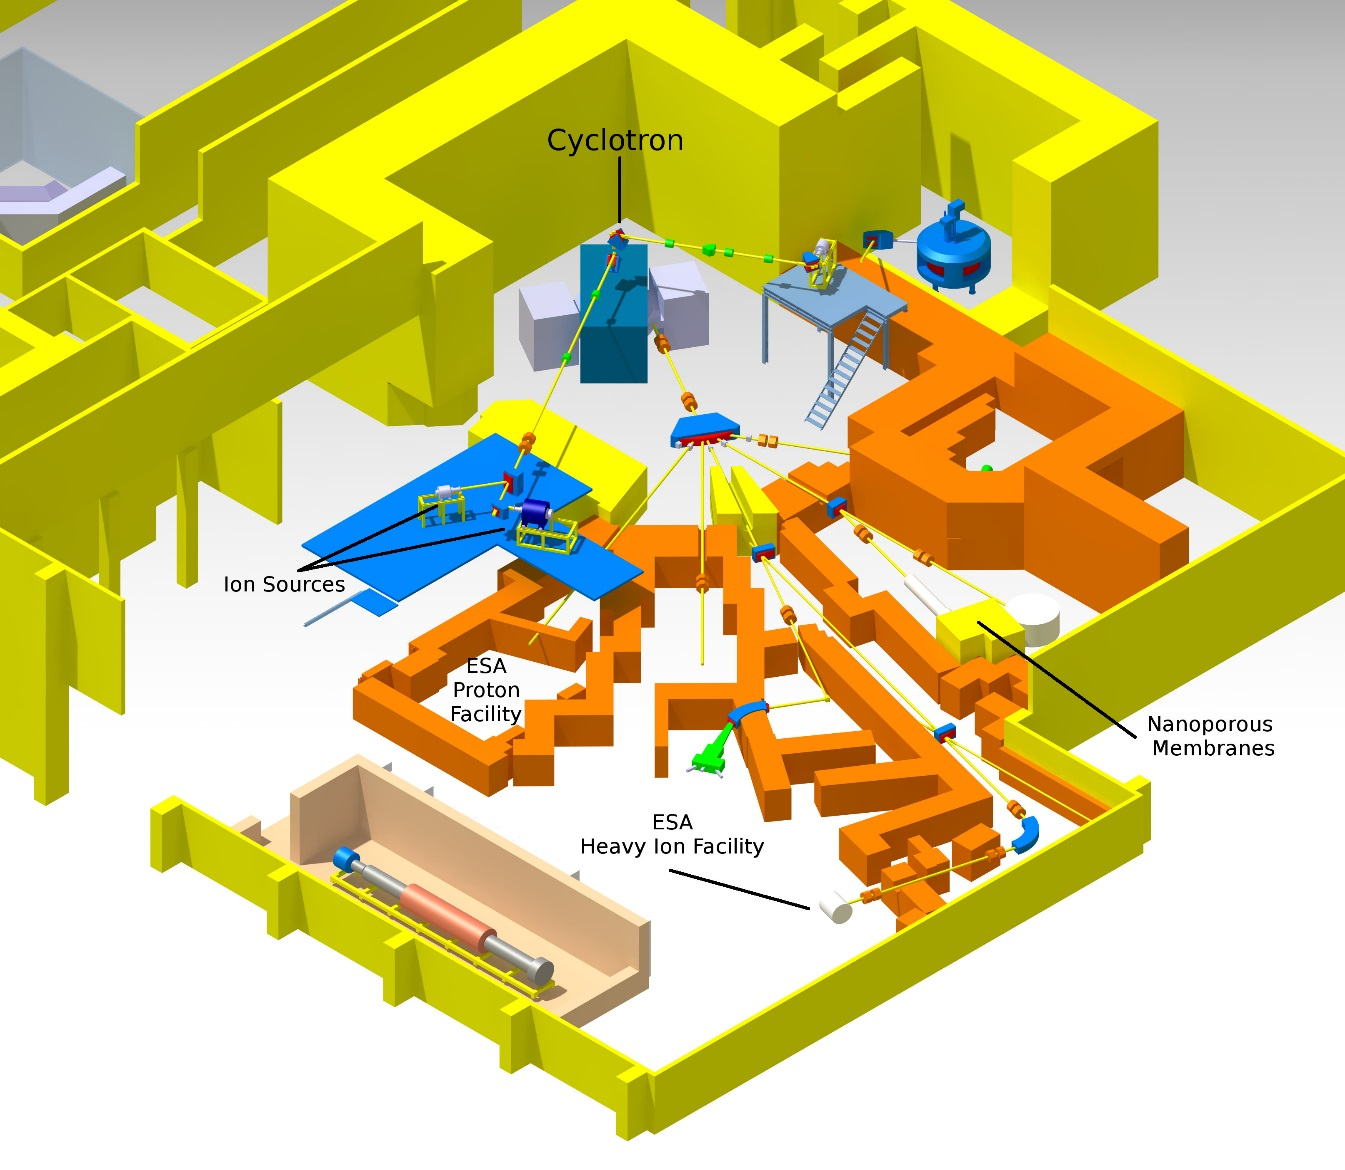 Cyclotron
Ion Sources
ESA
Proton
Facility
Nanoporous
Membranes
ESA
Heavy Ion Facility